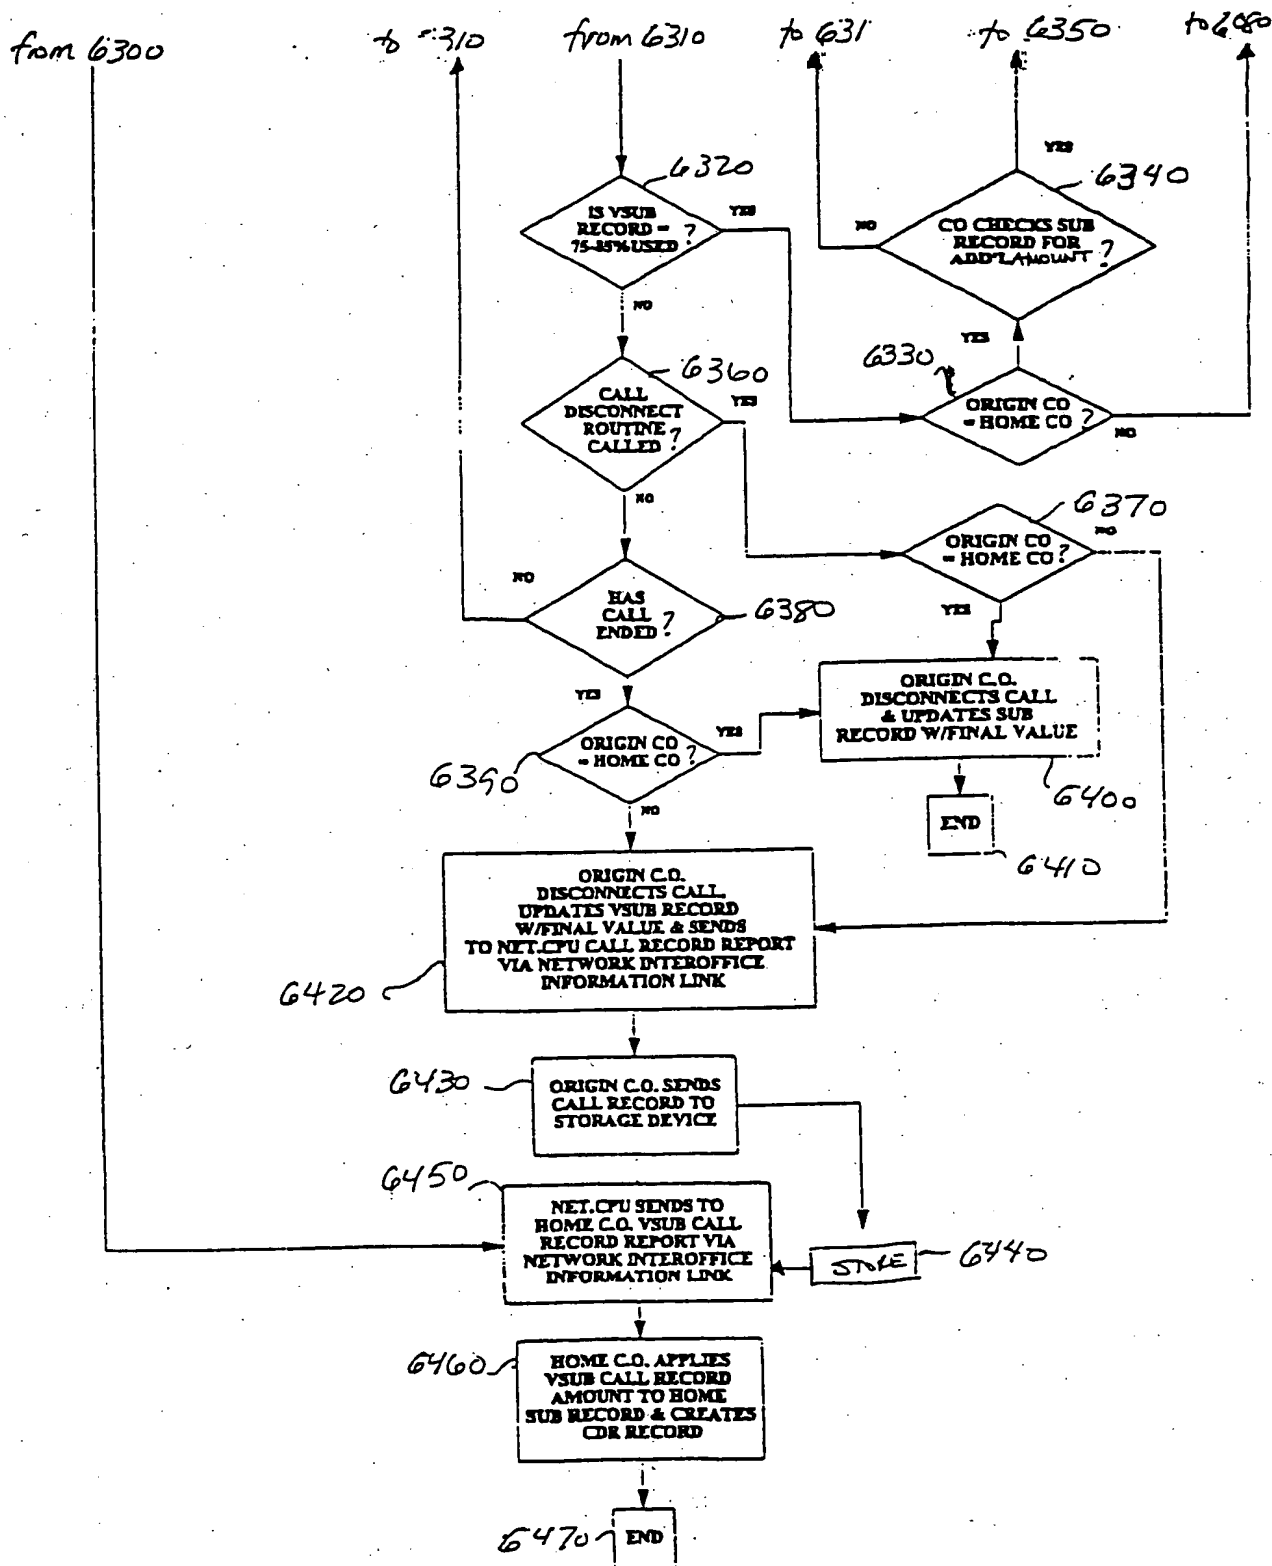 from 6300
to 310
from 6310
to 631
to 6350
to 6080
6320
IS VSUB
RECORD =
75-85% USED ?
YES
NO
YES
6340
NO
CO CHECKS SUB
RECORD FOR
ADD'L AMOUNT ?
YES
6330
ORIGIN CO
= HOME CO ?
NO
6360
CALL
DISCONNECT
ROUTINE
CALLED ?
YES
NO
6370
ORIGIN CO
= HOME CO ?
NO
YES
NO
HAS
CALL
ENDED ?
6380
YES
ORIGIN CO
= HOME CO ?
YES
6390
NO
ORIGIN C.O.
DISCONNECTS CALL
& UPDATES SUB
RECORD W/FINAL VALUE
6400
END
6410
ORIGIN C.O.
DISCONNECTS CALL,
UPDATES VSUB RECORD
W/FINAL VALUE & SENDS
TO NET.CPU CALL RECORD REPORT
VIA NETWORK INTEROFFICE
INFORMATION LINK
6420
6430
ORIGIN C.O. SENDS
CALL RECORD TO
STORAGE DEVICE
6450
NET.CPU SENDS TO
HOME C.O. VSUB CALL
RECORD REPORT VIA
NETWORK INTEROFFICE
INFORMATION LINK
STORE
6440
6460
HOME C.O. APPLIES
VSUB CALL RECORD
AMOUNT TO HOME
SUB RECORD & CREATES
CDR RECORD
6470
END